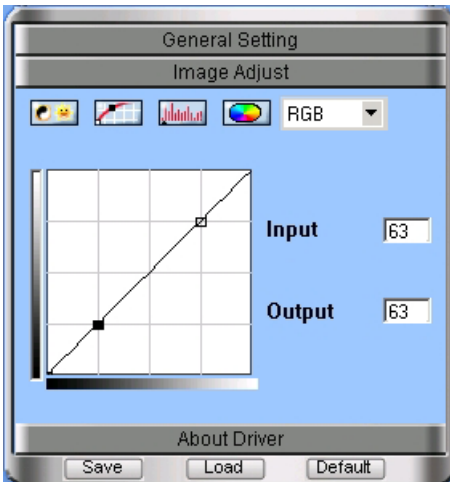 General Setting
Image Adjust
RGB
Input 63
Output 63
About Driver
Save Load Default